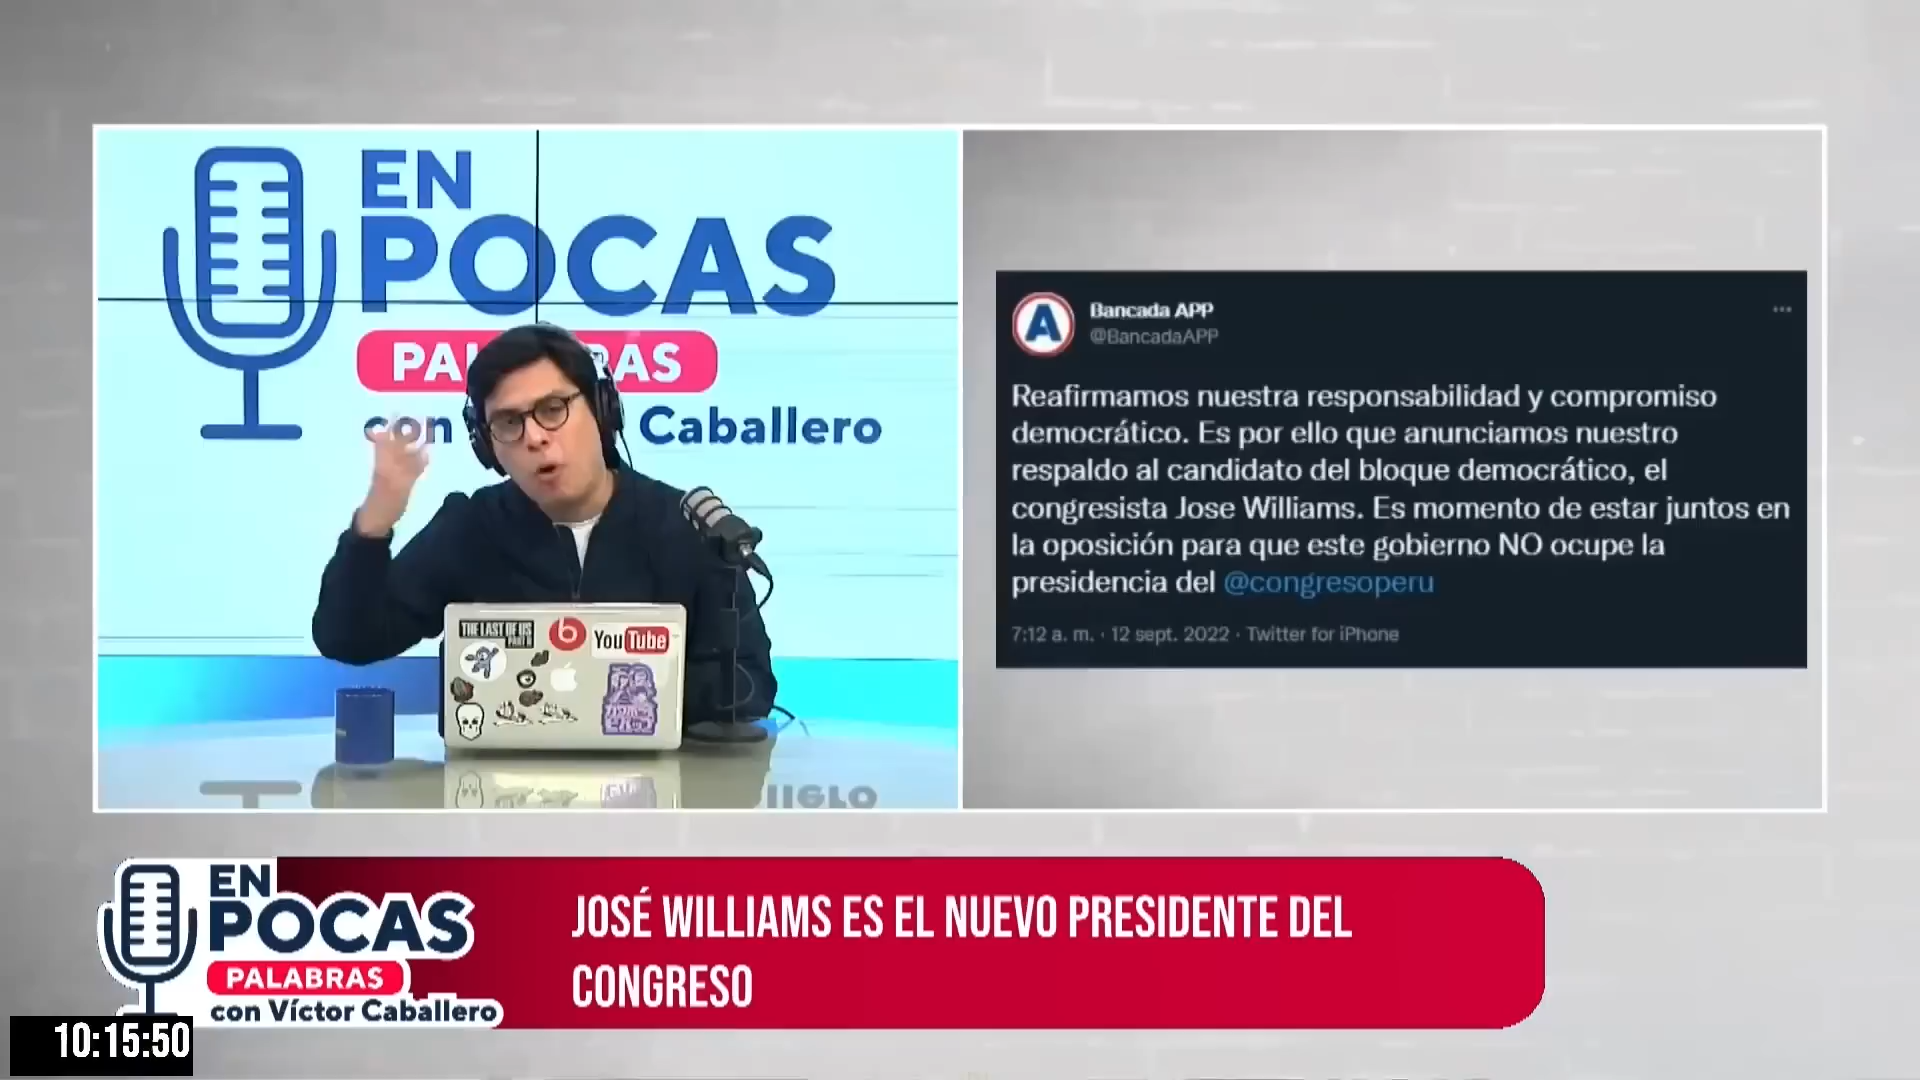 EN
POCAS
PALABRAS
con Caballero
THE LAST OF US
PART II
b
YouTube
A
Bancada APP
@BancadaAPP
Reafirmamos nuestra responsabilidad y compromiso
democrático. Es por ello que anunciamos nuestro
respaldo al candidato del bloque democrático, el
congresista Jose Williams. Es momento de estar juntos en
la oposición para que este gobierno NO ocupe la
presidencia del @congresoperu
7:12 a. m. · 12 sept. 2022 · Twitter for iPhone
EN
POCAS
PALABRAS
con Víctor Caballero
JOSÉ WILLIAMS ES EL NUEVO PRESIDENTE DEL
CONGRESO
10:15:50